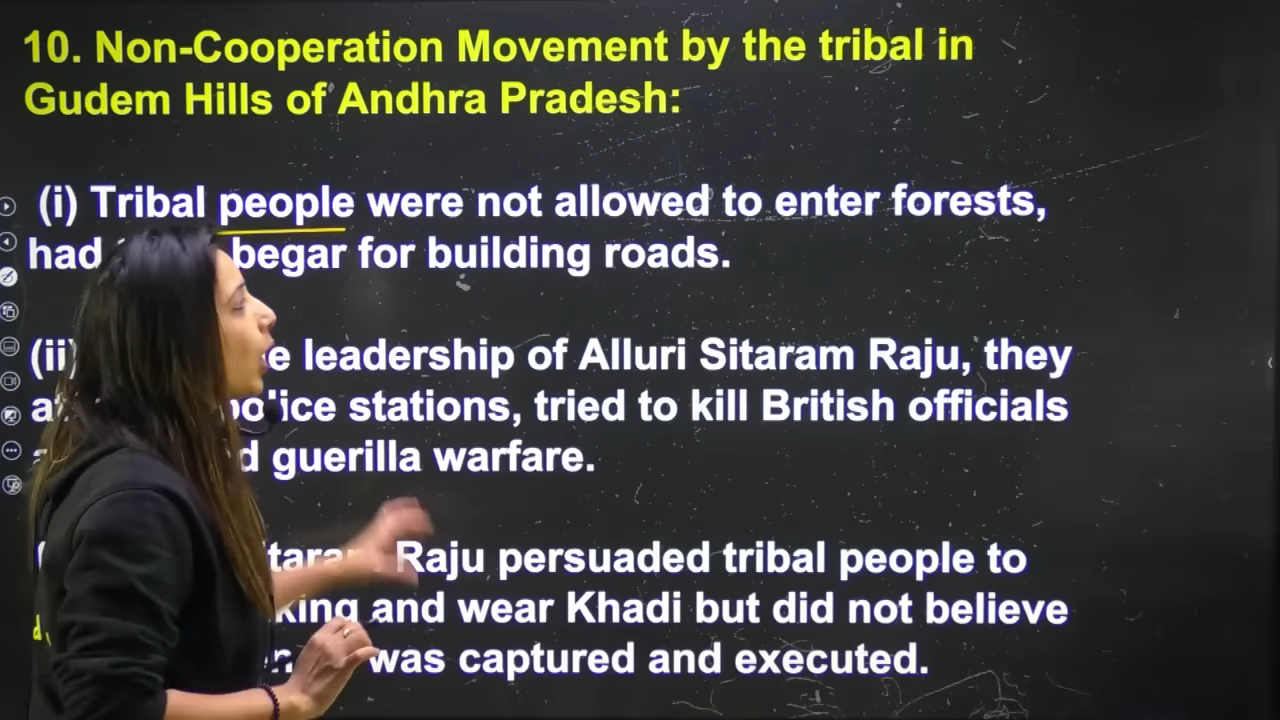 10. Non-Cooperation Movement by the tribal in
Gudem Hills of Andhra Pradesh:
(i) Tribal people were not allowed to enter forests,
had begar for building roads.
(ii) leadership of Alluri Sitaram Raju, they
police stations, tried to kill British officials
guerilla warfare.
Raju persuaded tribal people to
and wear Khadi but did not believe
was captured and executed.